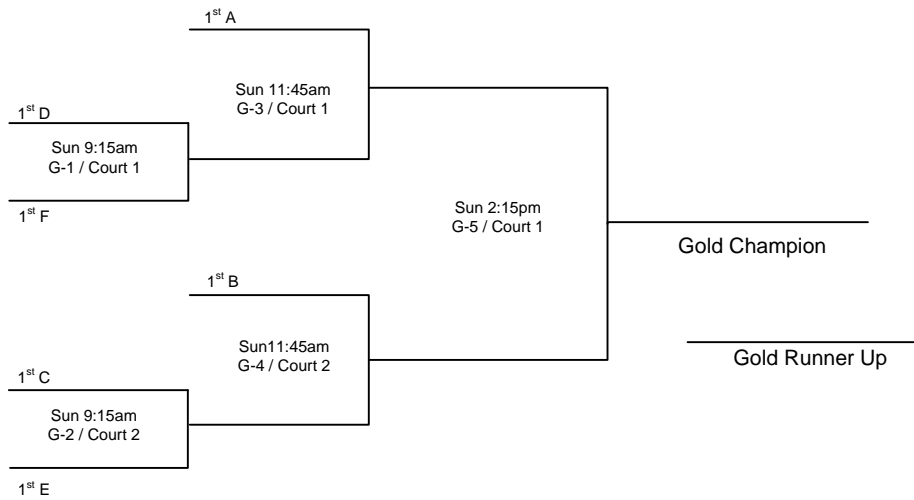 1st A
Sun 11:45am
G-3 / Court 1
1st D
Sun 9:15am
G-1 / Court 1
1st F
Sun 2:15pm
G-5 / Court 1
Gold Champion
1st B
Sun11:45am
G-4 / Court 2
Gold Runner Up
1st C
Sun 9:15am
G-2 / Court 2
1st E